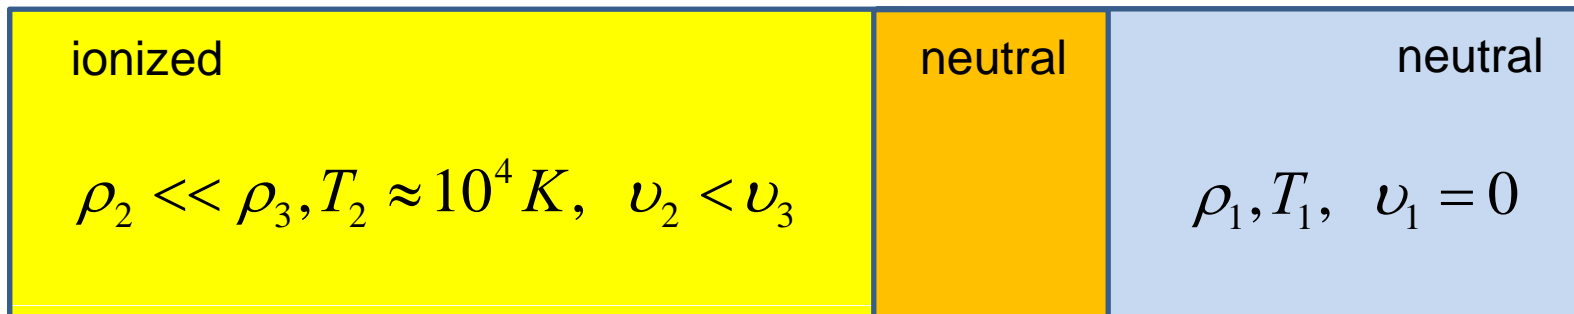 ionized neutral neutral
ρ₂ << ρ₃, T₂ ≈ 10⁴ K, υ₂ < υ₃ ρ₁, T₁, υ₁ = 0